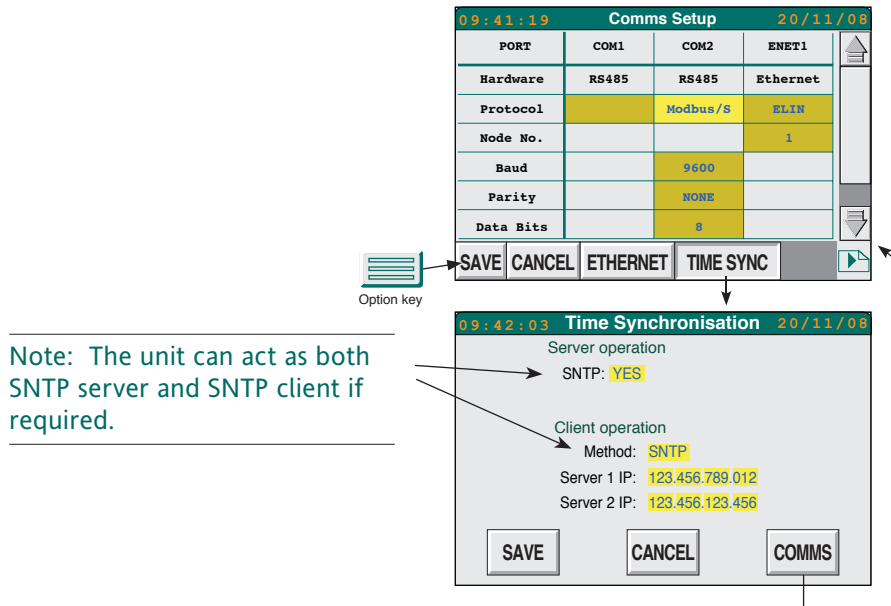 09:41:19 Comms Setup 20/11/08
PORT COM1 COM2 ENET1
Hardware RS485 RS485 Ethernet
Protocol Modbus/S ELIN
Node No. 1
Baud 9600
Parity NONE
Data Bits 8
SAVE CANCEL ETHERNET TIME SYNC
Option key
09:42:03 Time Synchronisation 20/11/08
Server operation
SNTP: YES
Note: The unit can act as both
SNTP server and SNTP client if
required.
Client operation
Method: SNTP
Server 1 IP: 123.456.789.012
Server 2 IP: 123.456.123.456
SAVE CANCEL COMMS